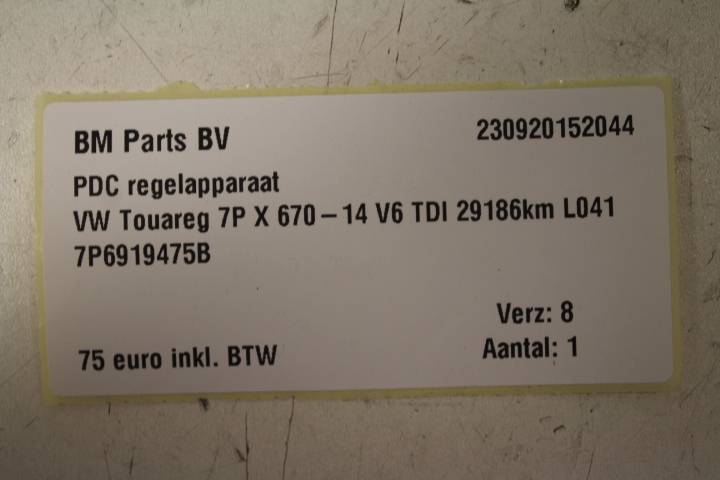 BM Parts BV
230920152044
PDC regelapparaat
VW Touareg 7P X 670-14 V6 TDI 29186km L041
7P6919475B
Verz: 8
75 euro inkl. BTW
Aantal: 1